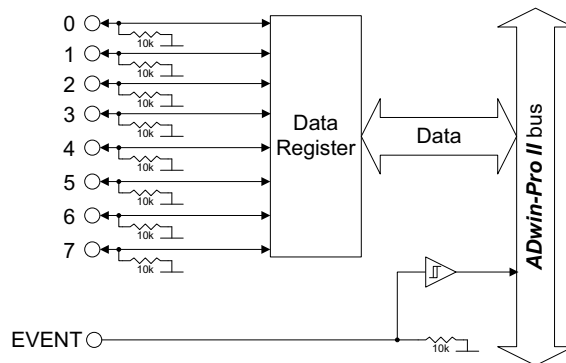 0
10k
1
10k
2
10k
3
10k
4
10k
5
10k
6
10k
7
10k
Data
Register
Data
ADwin-Pro II bus
EVENT
10k